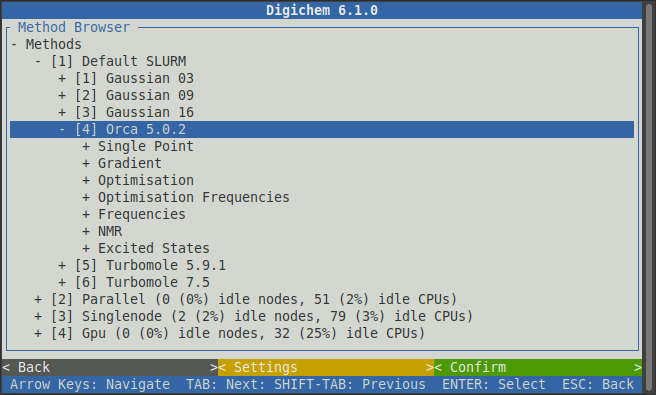 Digichem 6.1.0
Method Browser
- Methods
- [1] Default SLURM
+ [1] Gaussian 03
+ [2] Gaussian 09
+ [3] Gaussian 16
- [4] Orca 5.0.2
+ Single Point
+ Gradient
+ Optimisation
+ Optimisation Frequencies
+ Frequencies
+ NMR
+ Excited States
+ [5] Turbomole 5.9.1
+ [6] Turbomole 7.5
+ [2] Parallel (0 (0%) idle nodes, 51 (2%) idle CPUs)
+ [3] Singlenode (2 (2%) idle nodes, 79 (3%) idle CPUs)
+ [4] Gpu (0 (0%) idle nodes, 32 (25%) idle CPUs)
< Back >< Settings >< Confirm >
Arrow Keys: Navigate TAB: Next: SHIFT-TAB: Previous ENTER: Select ESC: Back